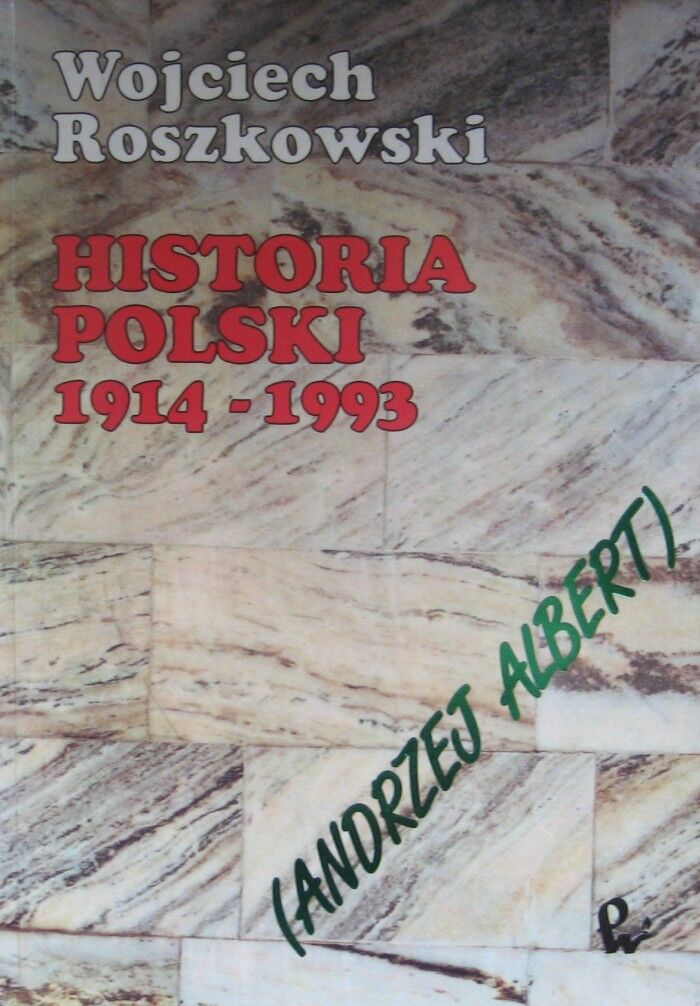 Wojciech
Roszkowski
HISTORIA
POLSKI
1914 - 1993
(ANDRZEJ ALBERT)